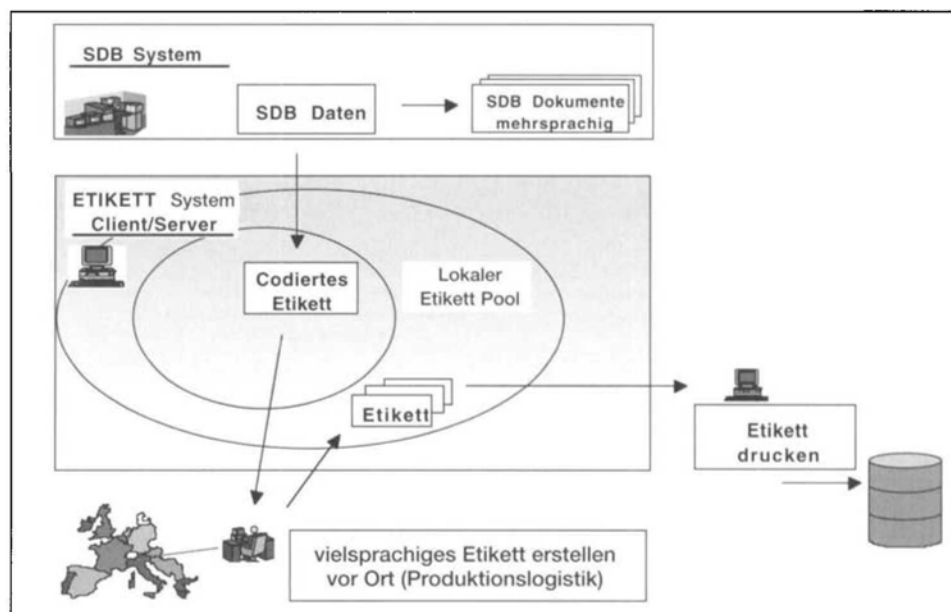 SDB System
SDB Daten
SDB Dokumente
mehrsprachig
ETIKETT System
Client/Server
Codiertes
Etikett
Lokaler
Etikett Pool
Etikett
Etikett
drucken
vielsprachiges Etikett erstellen
vor Ort (Produktionslogistik)